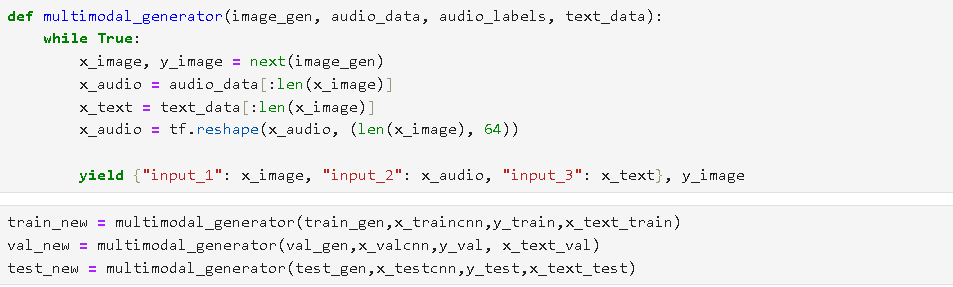 def multimodal_generator(image_gen, audio_data, audio_labels, text_data):
    while True:
        x_image, y_image = next(image_gen)
        x_audio = audio_data[:len(x_image)]
        x_text = text_data[:len(x_image)]
        x_audio = tf.reshape(x_audio, (len(x_image), 64))
        yield {"input_1": x_image, "input_2": x_audio, "input_3": x_text}, y_image
train_new = multimodal_generator(train_gen,x_traincnn,y_train,x_text_train)
val_new = multimodal_generator(val_gen,x_valcnn,y_val, x_text_val)
test_new = multimodal_generator(test_gen,x_testcnn,y_test,x_text_test)